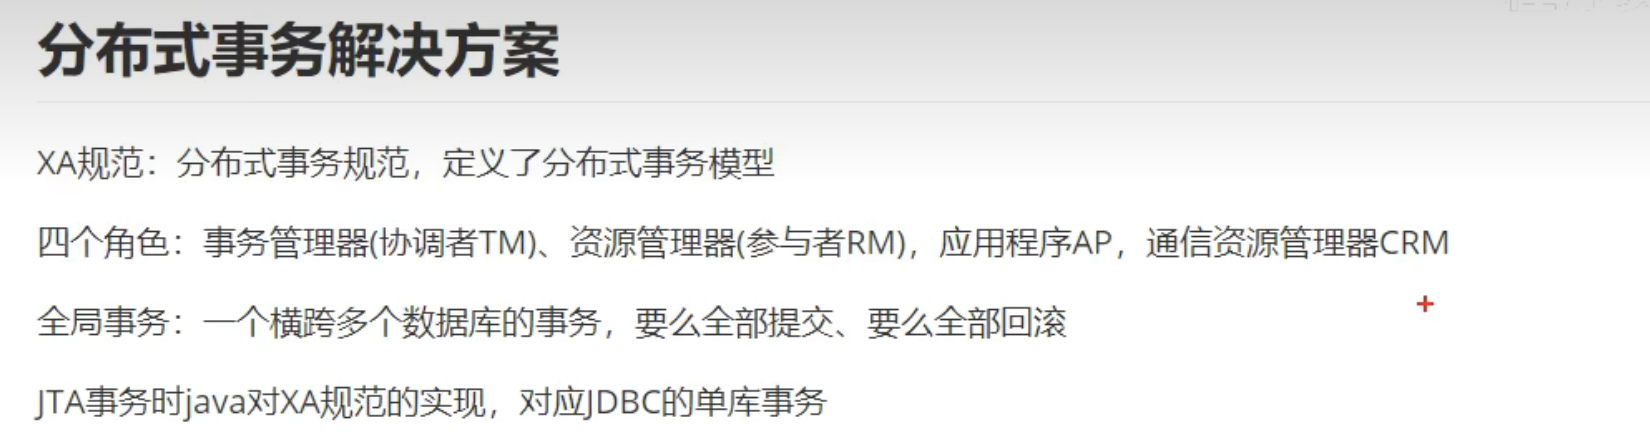 分布式事务解决方案
XA规范：分布式事务规范，定义了分布式事务模型
四个角色：事务管理器(协调者TM)、资源管理器(参与者RM)，应用程序AP，通信资源管理器CRM
全局事务：一个横跨多个数据库的事务，要么全部提交、要么全部回滚
JTA事务时java对XA规范的实现，对应JDBC的单库事务